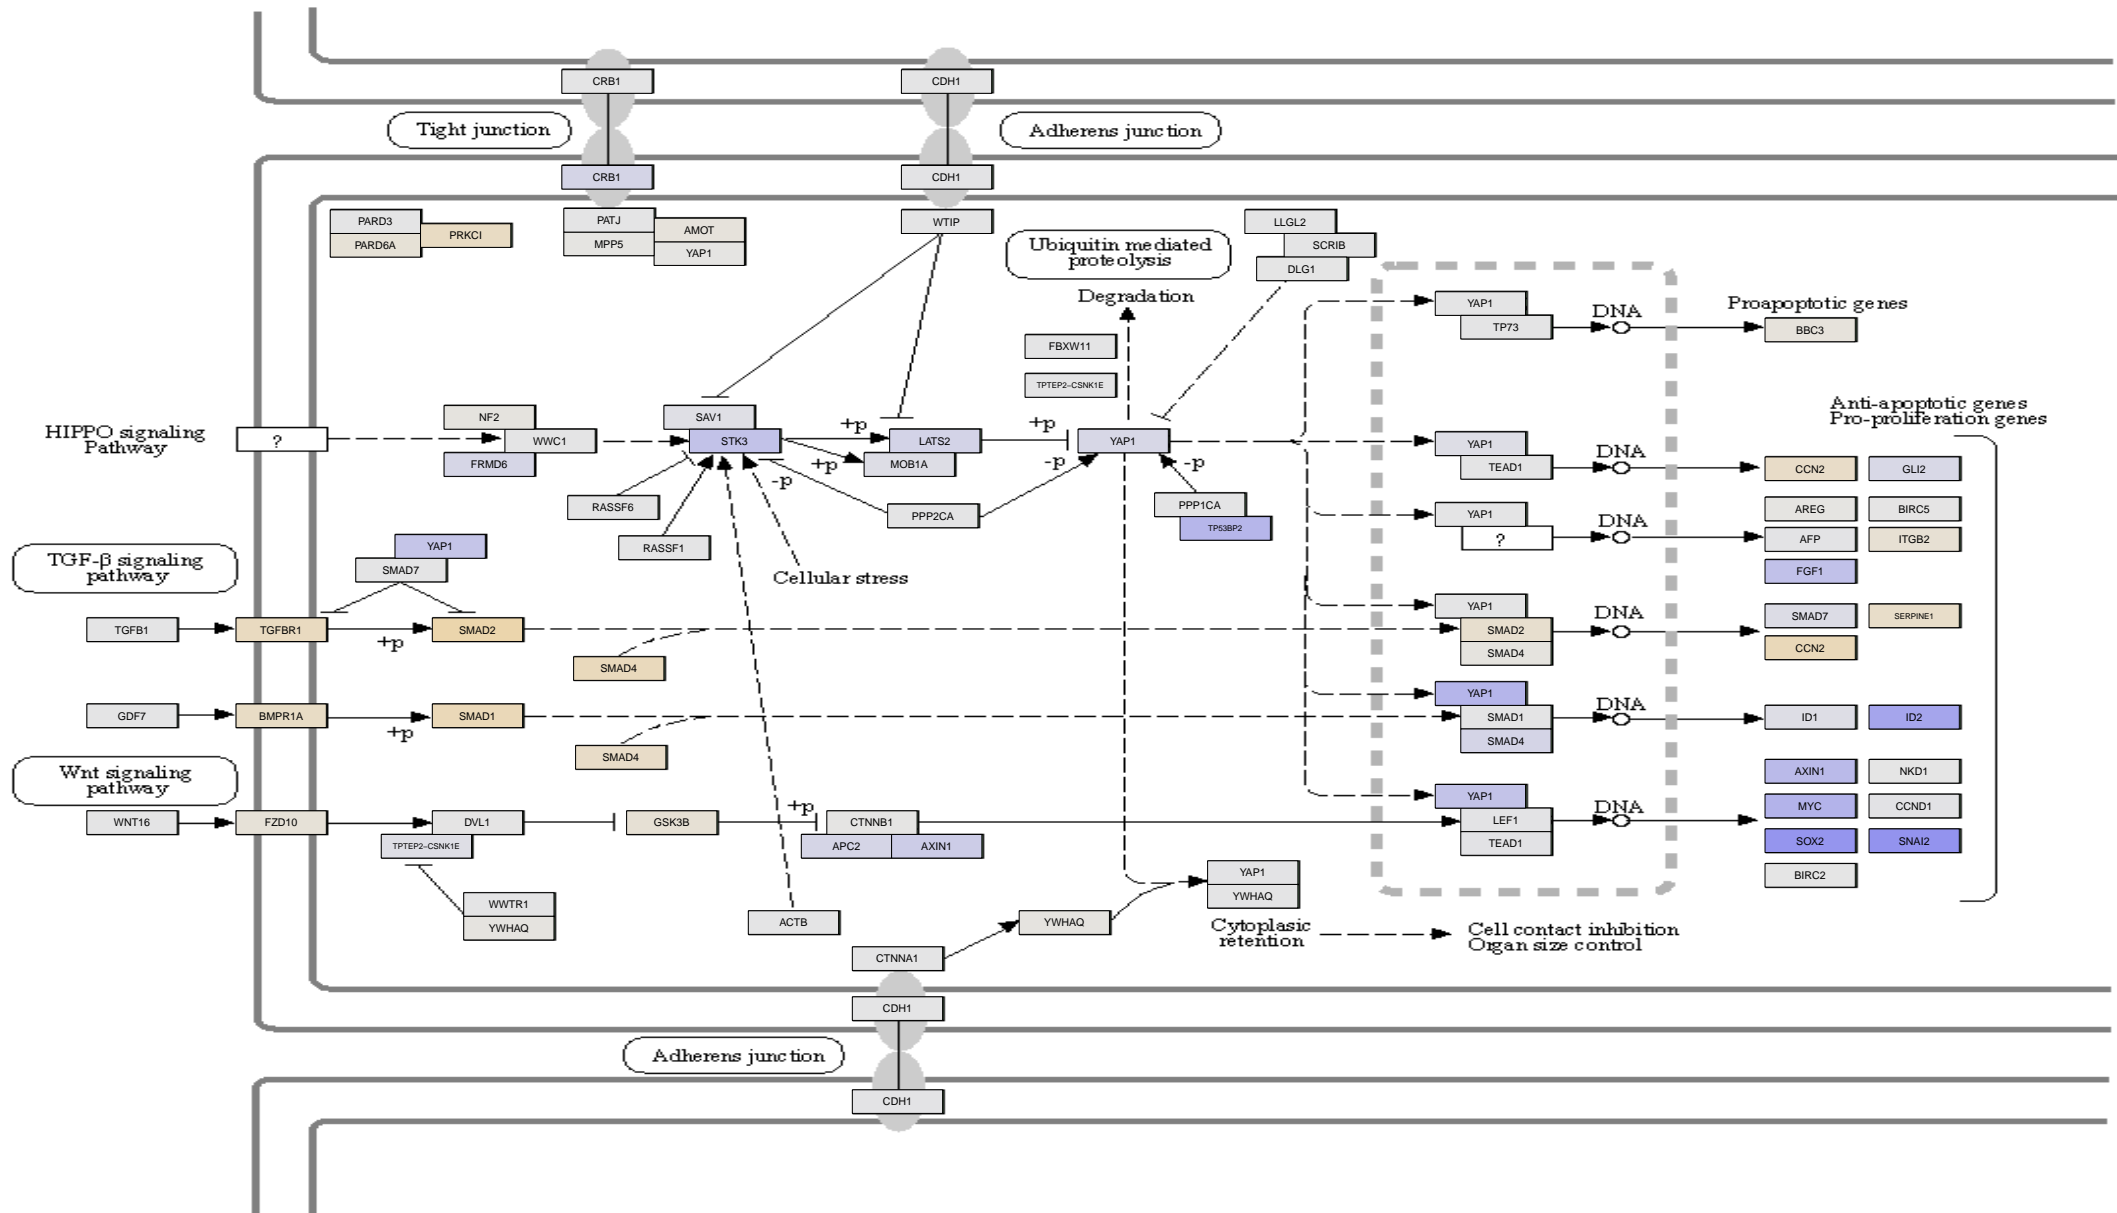 CRB1
CDH1
Tight junction
Adherens junction
CRB1
CDH1
PARD3
PARD6A
PRKCI
PATJ
MPP5
AMOT
YAP1
WTIP
Ubiquitin mediated
proteolysis
LLGL2
SCRIB
DLG1
Degradation
YAP1
TP73
DNA
Proapoptotic genes
BBC3
FBXW11
TPTEP2-CSNK1E
HIPPO signaling
Pathway
?
NF2
WWC1
FRMD6
SAV1
STK3
+p
+p
-p
LATS2
MOB1A
+p
-p
YAP1
-p
YAP1
TEAD1
DNA
Anti-apoptotic genes
Pro-proliferation genes
CCN2
GLI2
RASSF6
RASSF1
PPP2CA
PPP1CA
TP53BP2
YAP1
?
DNA
AREG
BIRC5
AFP
ITGB2
FGF1
Cellular stress
TGF-β signaling
pathway
YAP1
SMAD7
TGFB1
TGFBR1
+p
SMAD2
SMAD4
YAP1
SMAD2
SMAD4
DNA
SMAD7
SERPINE1
CCN2
GDF7
BMPR1A
+p
SMAD1
SMAD4
YAP1
SMAD1
SMAD4
DNA
ID1
ID2
Wnt signaling
pathway
WNT16
FZD10
DVL1
TPTEP2-CSNK1E
GSK3B
+p
CTNNB1
APC2
AXIN1
YAP1
LEF1
TEAD1
DNA
AXIN1
NKD1
MYC
CCND1
SOX2
SNAI2
BIRC2
WWTR1
YWHAQ
ACTB
YWHAQ
YAP1
YWHAQ
Cytoplasic
retention
Cell contact inhibition
Organ size control
CTNNA1
CDH1
Adherens junction
CDH1